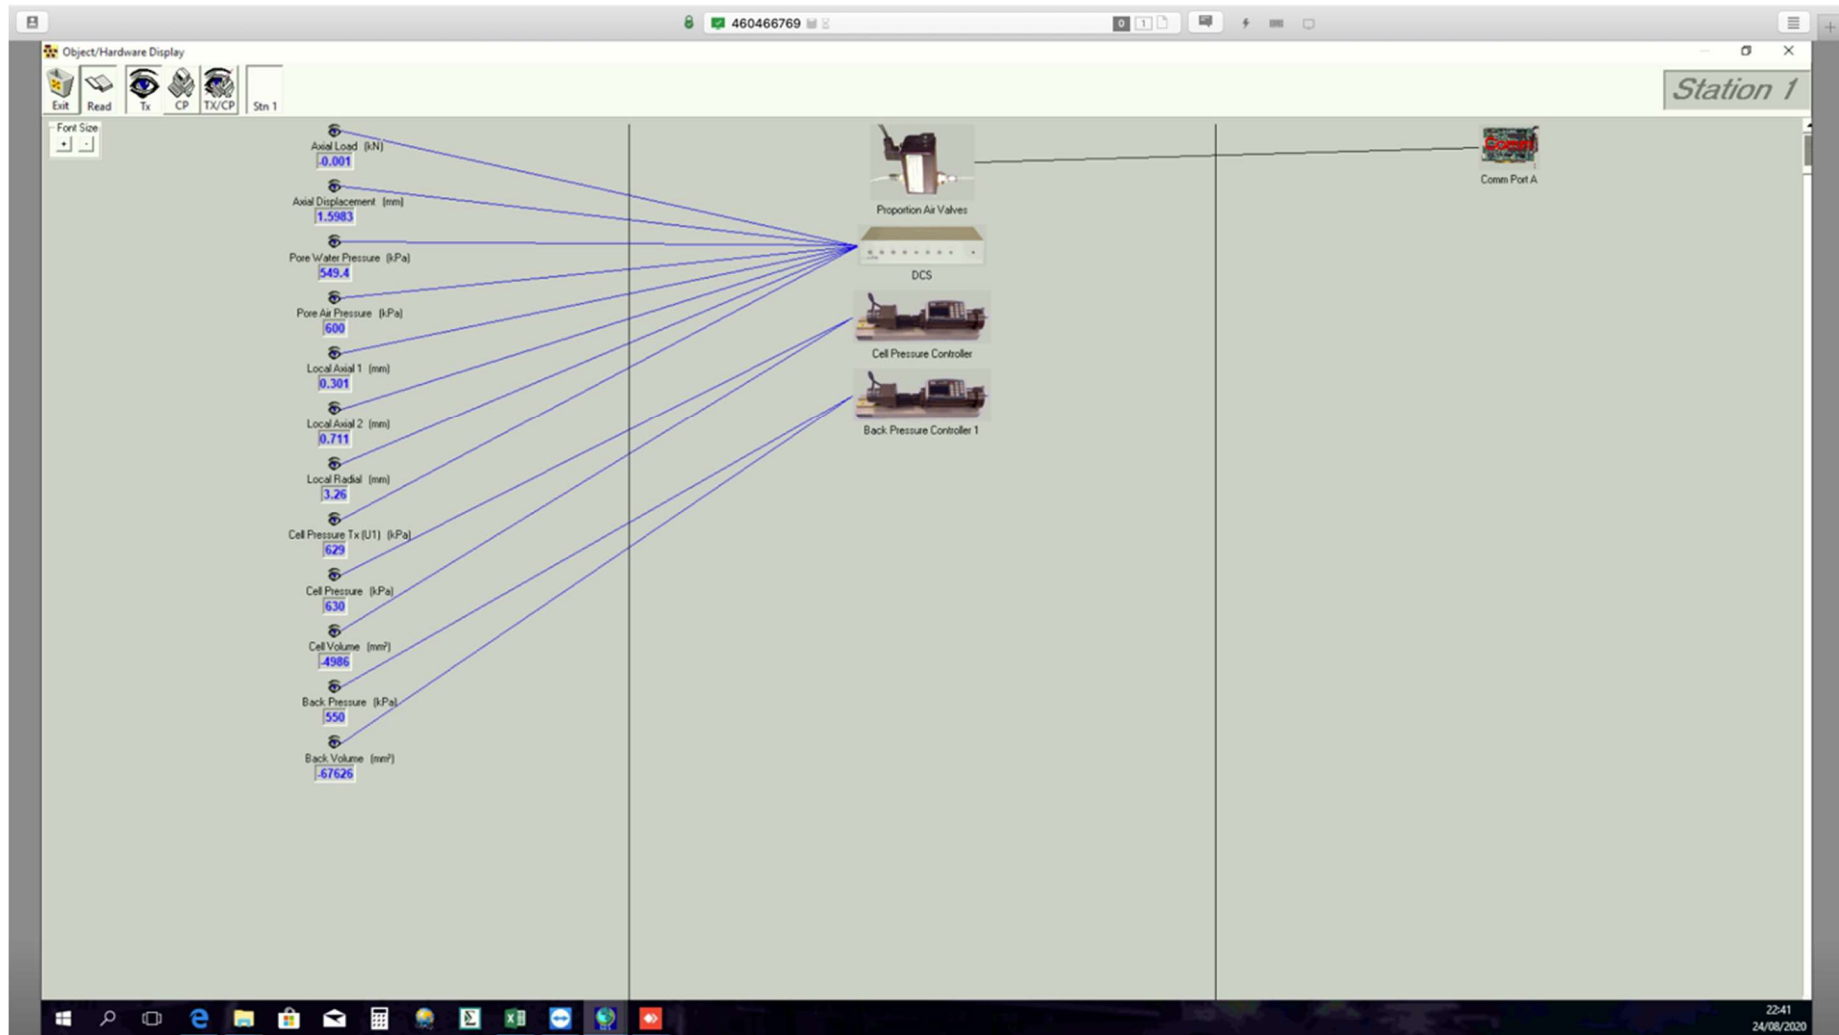 460466769
0
1
Object/Hardware Display
Exit Read Tx CP TX/CP Stn 1
Station 1
Font Size
+ -
Axial Load (kN)
-0.001
Axial Displacement (mm)
1.5983
Pore Water Pressure (kPa)
549.4
Pore Air Pressure (kPa)
600
Local Axial 1 (mm)
0.301
Local Axial 2 (mm)
0.711
Local Radial (mm)
3.26
Cell Pressure Tx (U1) (kPa)
629
Cell Pressure (kPa)
630
Cell Volume (mm³)
-4986
Back Pressure (kPa)
550
Back Volume (mm³)
-67626
Proportion Air Valves
DCS
Cell Pressure Controller
Back Pressure Controller 1
Comm
Comm Port A
22:41
24/08/2020